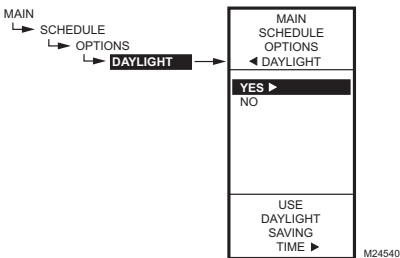 MAIN
SCHEDULE
OPTIONS
DAYLIGHT
MAIN
SCHEDULE
OPTIONS
◄ DAYLIGHT
YES ►
NO
USE
DAYLIGHT
SAVING
TIME ►
M24540